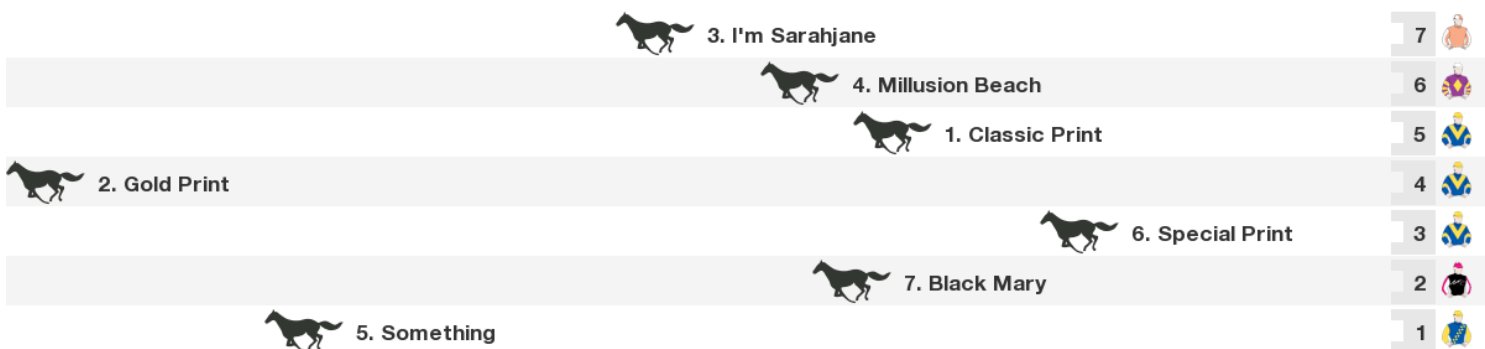 3. I'm Sarahjane 7
4. Millusion Beach 6
1. Classic Print 5
2. Gold Print 4
6. Special Print 3
7. Black Mary 2
5. Something 1